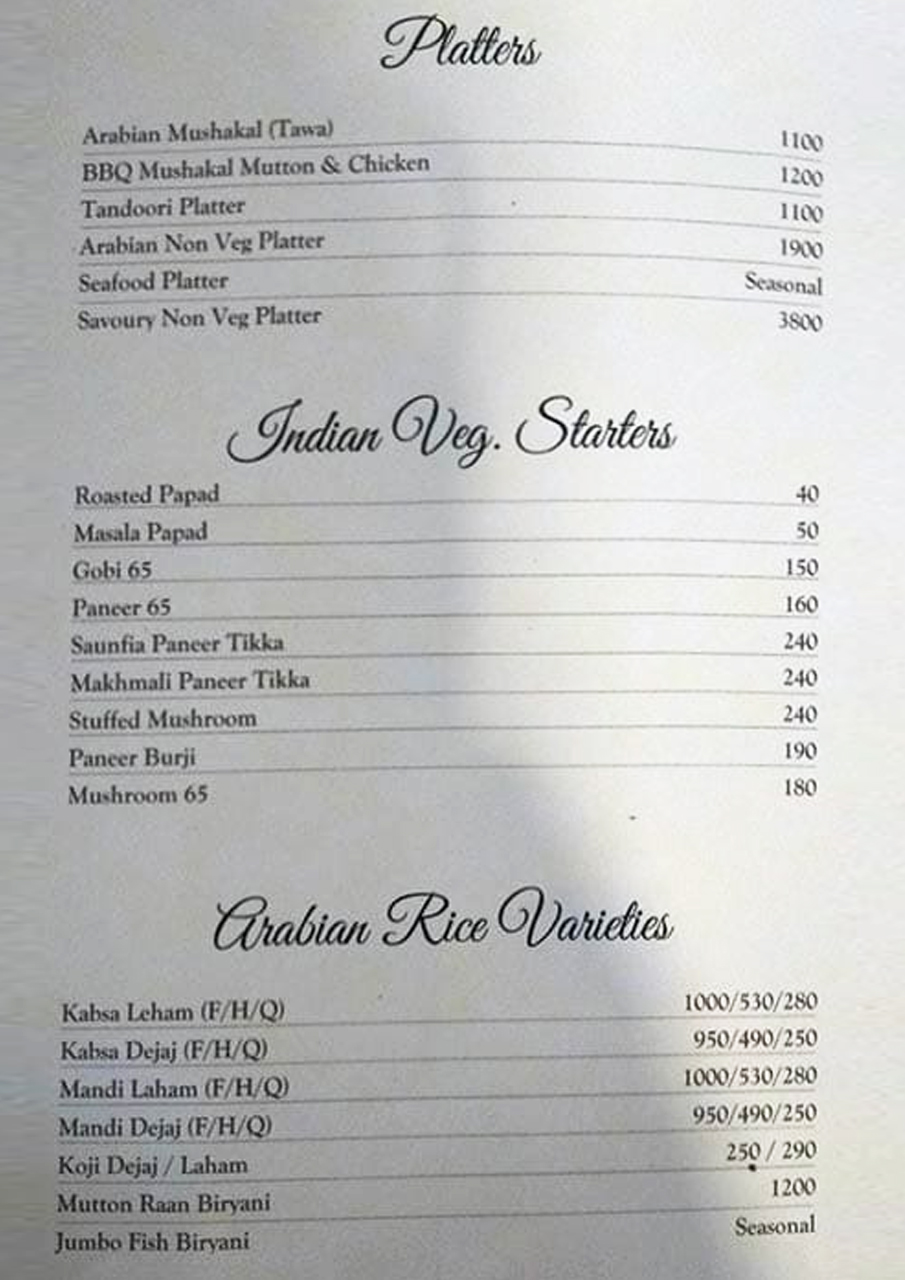 Platters
Arabian Mushakal (Tawa) 1100
BBQ Mushakal Mutton & Chicken 1200
Tandoori Platter 1100
Arabian Non Veg Platter 1900
Seafood Platter Seasonal
Savoury Non Veg Platter 3800
Indian Veg. Starters
Roasted Papad 40
Masala Papad 50
Gobi 65 150
Paneer 65 160
Saunfia Paneer Tikka 240
Makhmali Paneer Tikka 240
Stuffed Mushroom 240
Paneer Burji 190
Mushroom 65 180
Arabian Rice Varieties
Kabsa Leham (F/H/Q) 1000/530/280
Kabsa Dejaj (F/H/Q) 950/490/250
Mandi Laham (F/H/Q) 1000/530/280
Mandi Dejaj (F/H/Q) 950/490/250
Koji Dejaj / Laham 250 / 290
Mutton Raan Biryani 1200
Jumbo Fish Biryani Seasonal